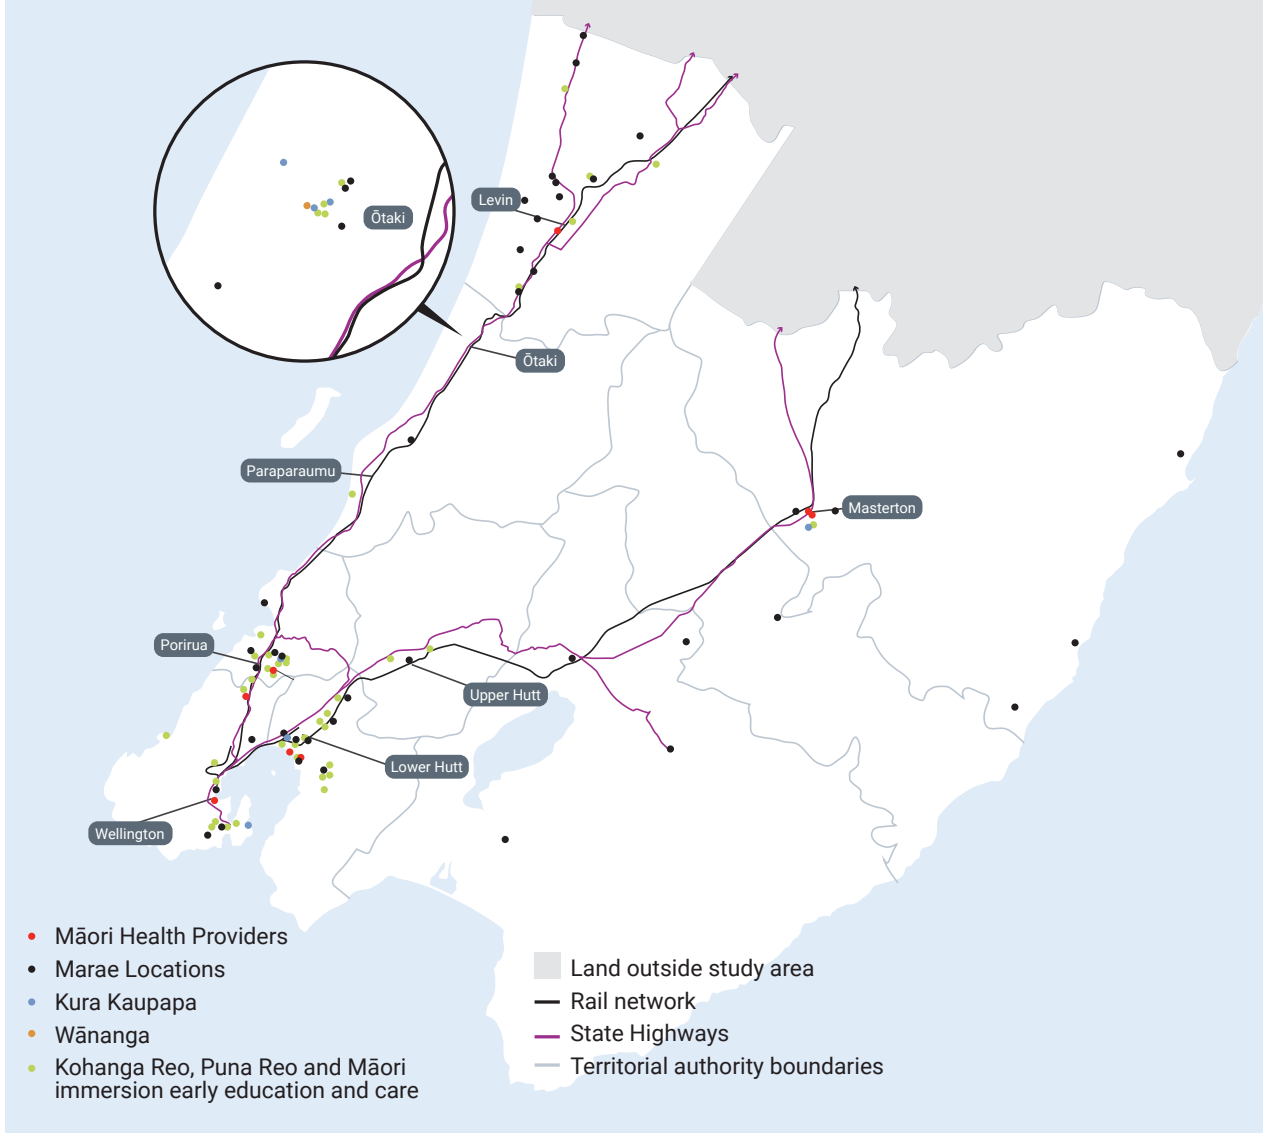 Ōtaki
Levin
Ōtaki
Paraparaumu
Masterton
Porirua
Upper Hutt
Lower Hutt
Wellington
Māori Health Providers
Marae Locations
Kura Kaupapa
Wānanga
Kohanga Reo, Puna Reo and Māori
immersion early education and care
Land outside study area
Rail network
State Highways
Territorial authority boundaries